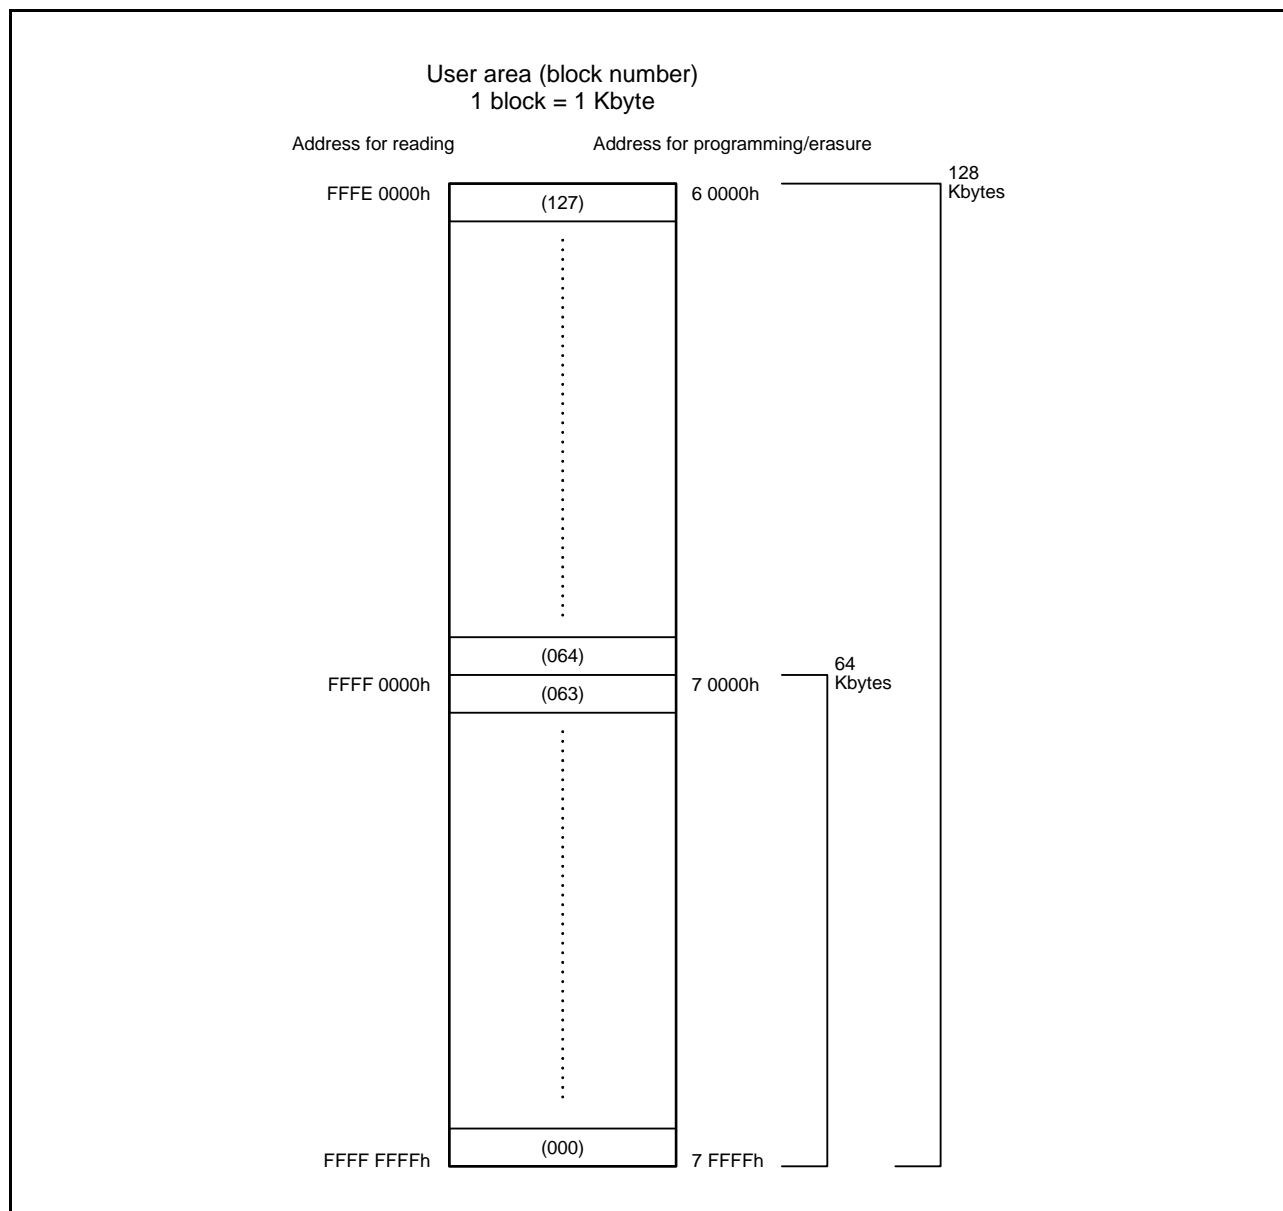 User area (block number)
1 block = 1 Kbyte
Address for reading
Address for programming/erasure
128
Kbytes
FFFE 0000h
(127)
6 0000h
(064)
64
Kbytes
FFFF 0000h
(063)
7 0000h
(000)
FFFF FFFFh
7 FFFFh